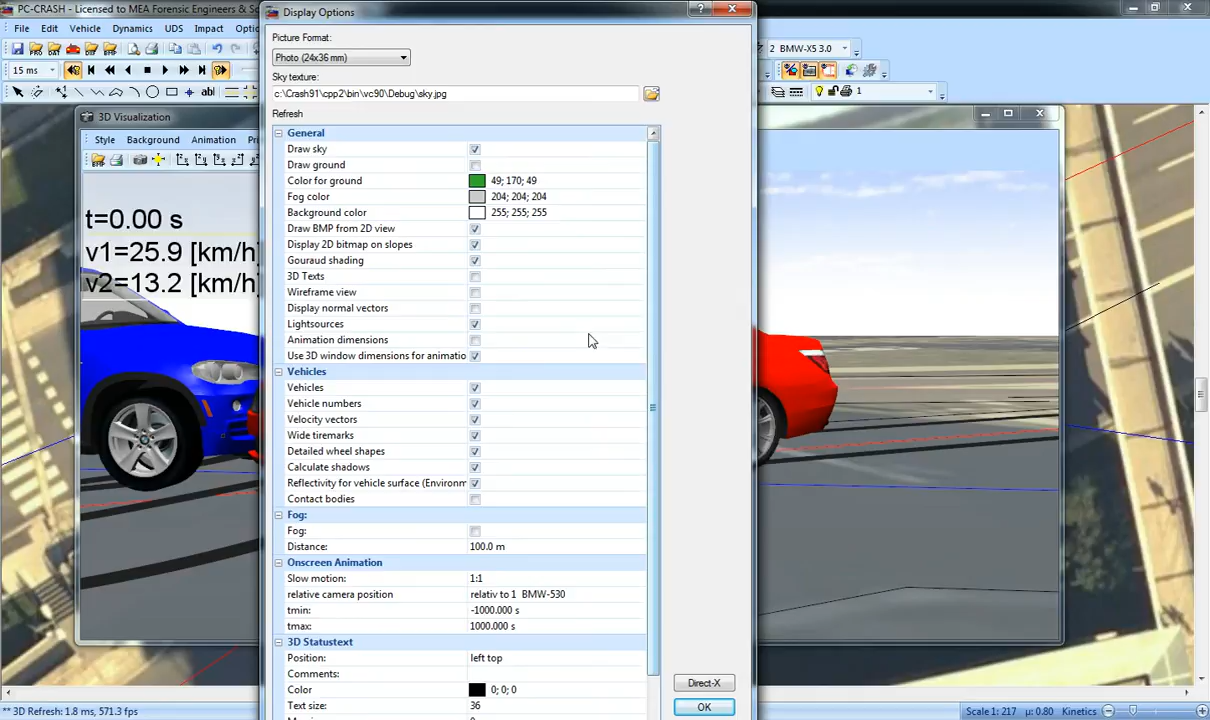 PC-CRASH - Licensed to MEA Forensic Engineers & Sc
File Edit Vehicle Dynamics UDS Impact Optio
2 BMW-X5 3.0
15 ms
abl
1
3D Visualization
Style Background Animation Pri
t=0.00 s
v1=25.9 [km/h]
v2=13.2 [km/h]
Display Options
Picture Format:
Photo (24x36 mm)
Sky texture:
c:\Crash91\cpp2\bin\vc90\Debug\sky.jpg
Refresh
General
Draw sky
Draw ground
Color for ground 49; 170; 49
Fog color 204; 204; 204
Background color 255; 255; 255
Draw BMP from 2D view
Display 2D bitmap on slopes
Gouraud shading
3D Texts
Wireframe view
Display normal vectors
Lightsources
Animation dimensions
Use 3D window dimensions for animatio
Vehicles
Vehicles
Vehicle numbers
Velocity vectors
Wide tiremarks
Detailed wheel shapes
Calculate shadows
Reflectivity for vehicle surface (Environm
Contact bodies
Fog:
Fog:
Distance: 100.0 m
Onscreen Animation
Slow motion: 1:1
relative camera position relativ to 1 BMW-530
tmin: -1000.000 s
tmax: 1000.000 s
3D Statustext
Position: left top
Comments:
Color 0; 0; 0
Text size: 36
Direct-X
OK
** 3D Refresh: 1.8 ms, 571.3 fps
Scale 1: 217 µ: 0.80 Kinetics